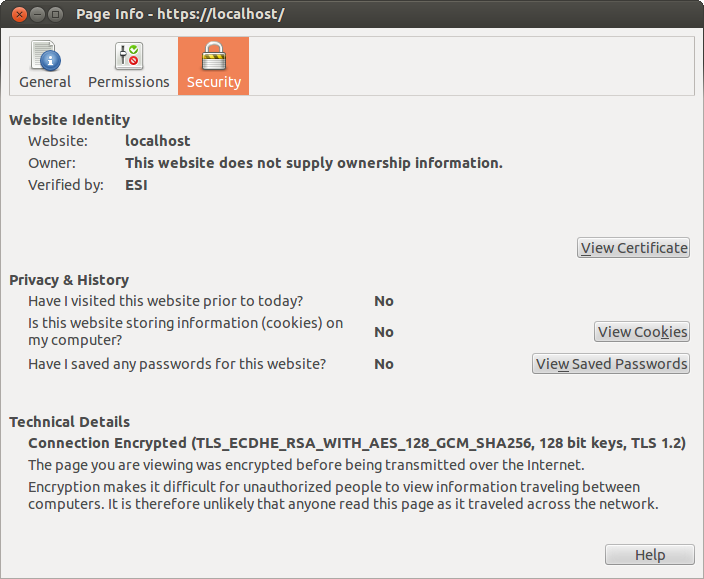 Page Info - https://localhost/
General Permissions Security
Website Identity
Website: localhost
Owner: This website does not supply ownership information.
Verified by: ESI
View Certificate
Privacy & History
Have I visited this website prior to today? No
Is this website storing information (cookies) on
my computer? No View Cookies
Have I saved any passwords for this website? No View Saved Passwords
Technical Details
Connection Encrypted (TLS_ECDHE_RSA_WITH_AES_128_GCM_SHA256, 128 bit keys, TLS 1.2)
The page you are viewing was encrypted before being transmitted over the Internet.
Encryption makes it difficult for unauthorized people to view information traveling between
computers. It is therefore unlikely that anyone read this page as it traveled across the network.
Help